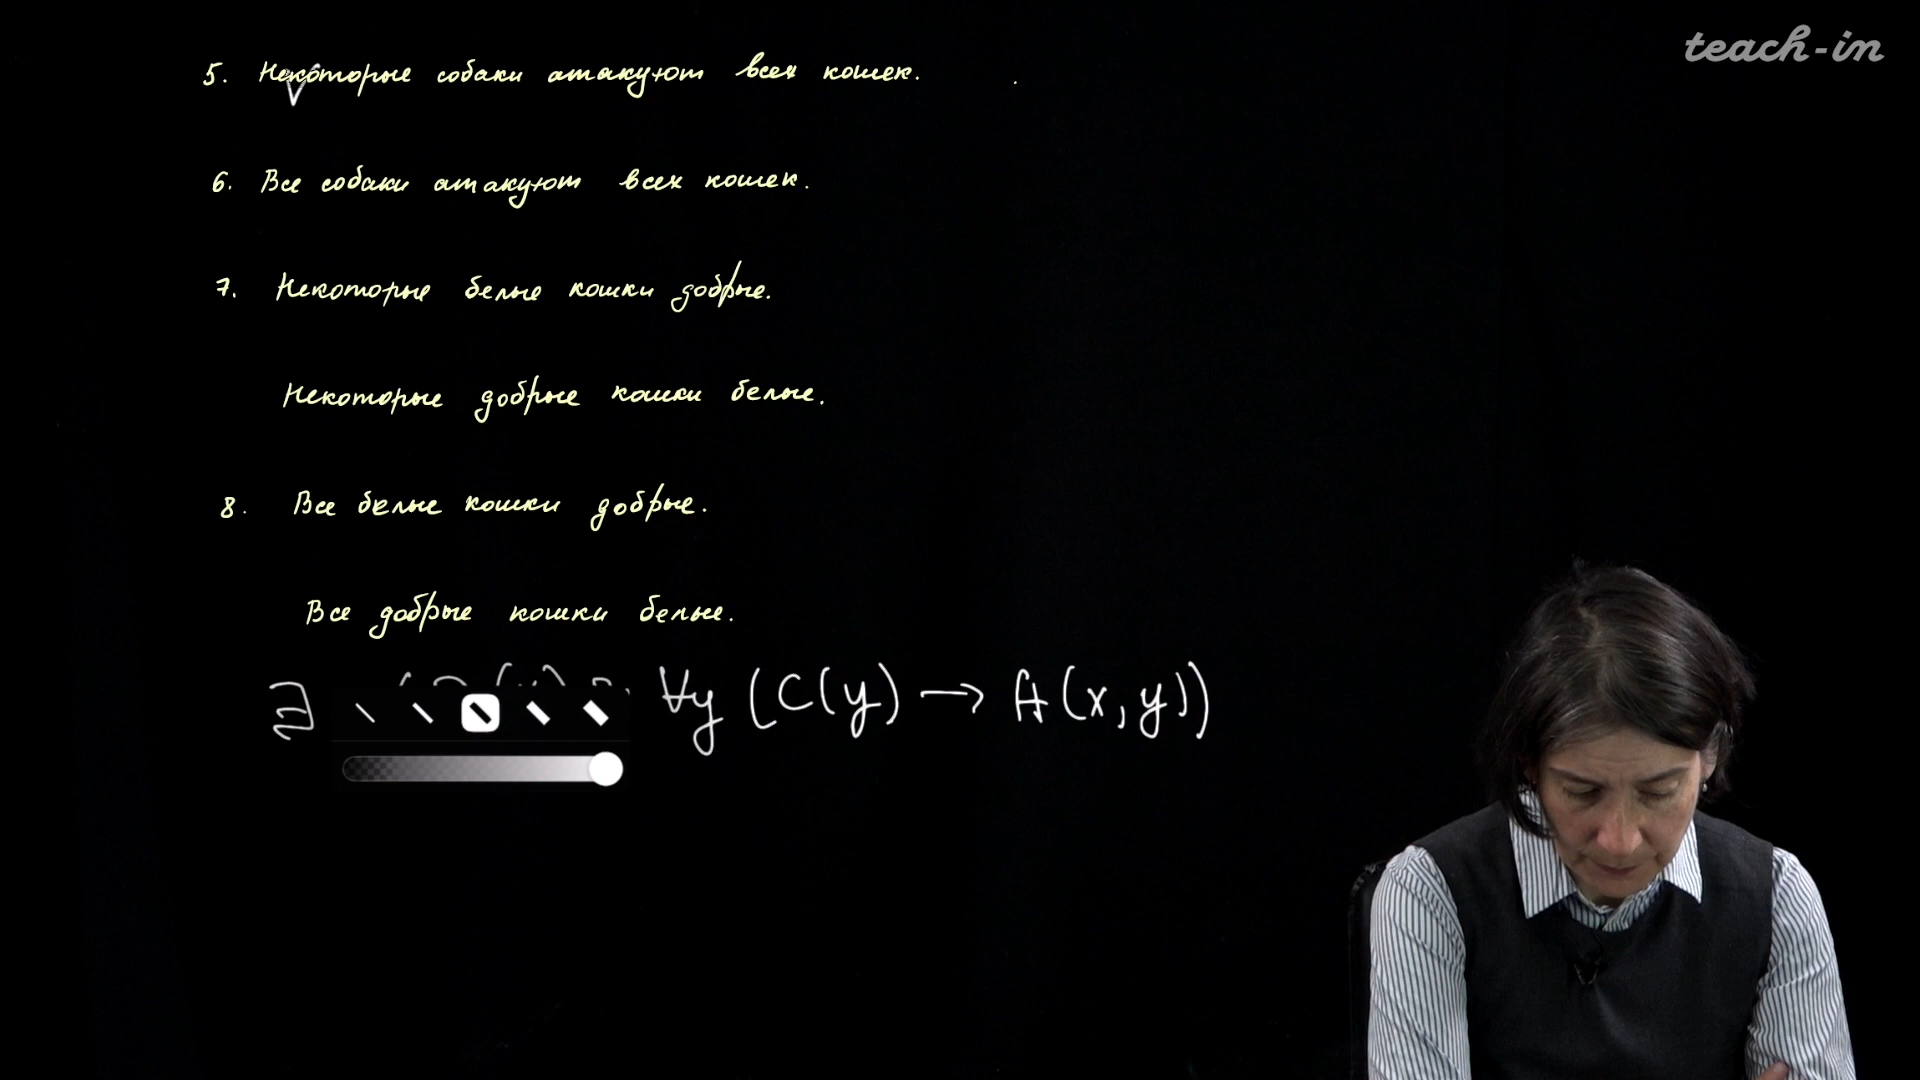 teach-in
5. Некоторые собаки атакуют всех кошек.
6. Все собаки атакуют всех кошек.
7. Некоторые белые кошки добрые.
Некоторые добрые кошки белые.
8. Все белые кошки добрые.
Все добрые кошки белые.
∃ ∀y (C(y) → A(x,y))